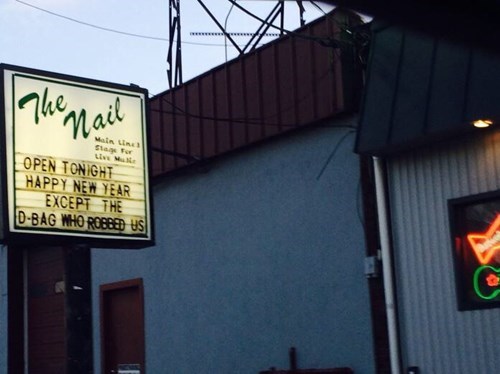 The Nail
Main Line's
Stage For
Live Music
OPEN TONIGHT
HAPPY NEW YEAR
EXCEPT THE
D-BAG WHO ROBBED US